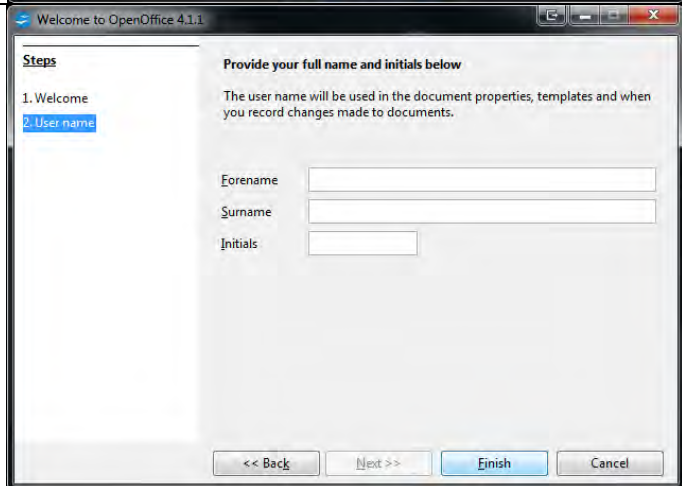 Welcome to OpenOffice 4.1.1
Steps
1. Welcome
2. User name
Provide your full name and initials below
The user name will be used in the document properties, templates and when
you record changes made to documents.
Forename
Surname
Initials
<< Back
Next >>
Finish
Cancel